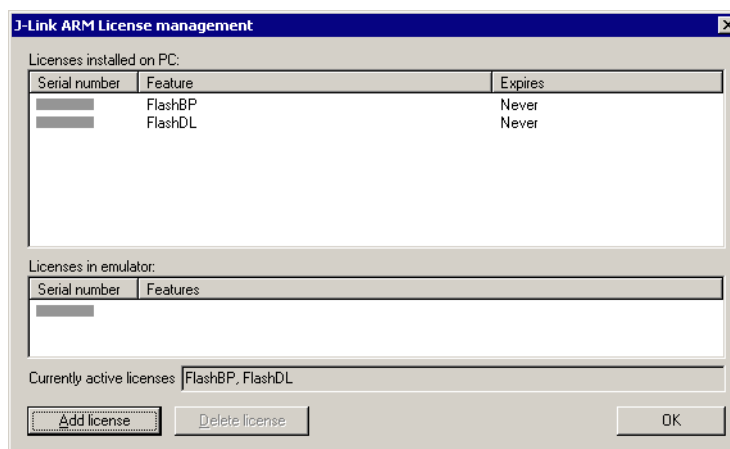 J-Link ARM License management
Licenses installed on PC:
Serial number Feature Expires
FlashBP Never
FlashDL Never
Licenses in emulator:
Serial number Features
Currently active licenses FlashBP, FlashDL
Add license Delete license OK